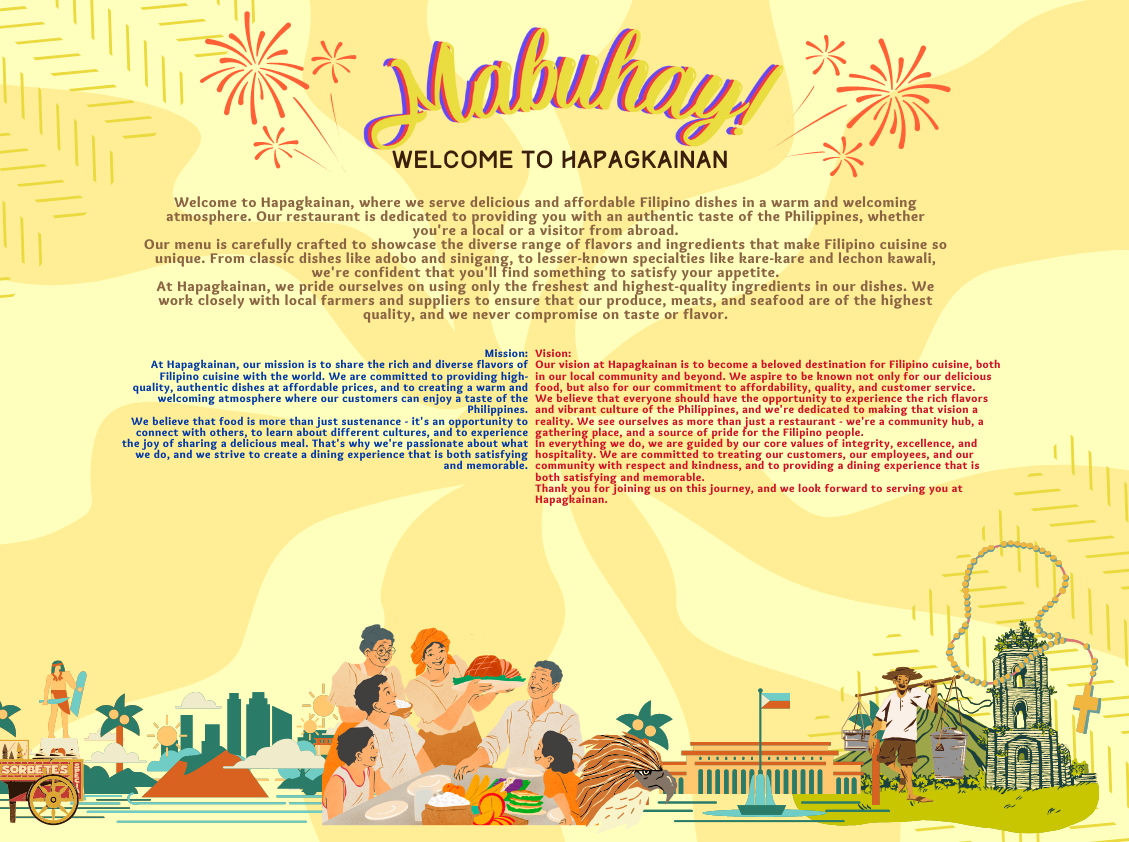 Mabuhay!
WELCOME TO HAPAGKAINAN
Welcome to Hapagkainan, where we serve delicious and affordable Filipino dishes in a warm and welcoming
atmosphere. Our restaurant is dedicated to providing you with an authentic taste of the Philippines, whether
you're a local or a visitor from abroad.
Our menu is carefully crafted to showcase the diverse range of flavors and ingredients that make Filipino cuisine so
unique. From classic dishes like adobo and sinigang, to lesser-known specialties like kare-kare and lechon kawali,
we're confident that you'll find something to satisfy your appetite.
At Hapagkainan, we pride ourselves on using only the freshest and highest-quality ingredients in our dishes. We
work closely with local farmers and suppliers to ensure that our produce, meats, and seafood are of the highest
quality, and we never compromise on taste or flavor.
Mission:
At Hapagkainan, our mission is to share the rich and diverse flavors of
Filipino cuisine with the world. We are committed to providing high-
quality, authentic dishes at affordable prices, and to creating a warm and
welcoming atmosphere where our customers can enjoy a taste of the
Philippines.
We believe that food is more than just sustenance - it's an opportunity to
connect with others, to learn about different cultures, and to experience
the joy of sharing a delicious meal. That's why we're passionate about what
we do, and we strive to create a dining experience that is both satisfying
and memorable.
Vision:
Our vision at Hapagkainan is to become a beloved destination for Filipino cuisine, both
in our local community and beyond. We aspire to be known not only for our delicious
food, but also for our commitment to affordability, quality, and customer service.
We believe that everyone should have the opportunity to experience the rich flavors
and vibrant culture of the Philippines, and we're dedicated to making that vision a
reality. We see ourselves as more than just a restaurant - we're a community hub, a
gathering place, and a source of pride for the Filipino people.
In everything we do, we are guided by our core values of integrity, excellence, and
hospitality. We are committed to treating our customers, our employees, and our
community with respect and kindness, and to providing a dining experience that is
both satisfying and memorable.
Thank you for joining us on this journey, and we look forward to serving you at
Hapagkainan.
SORBETES